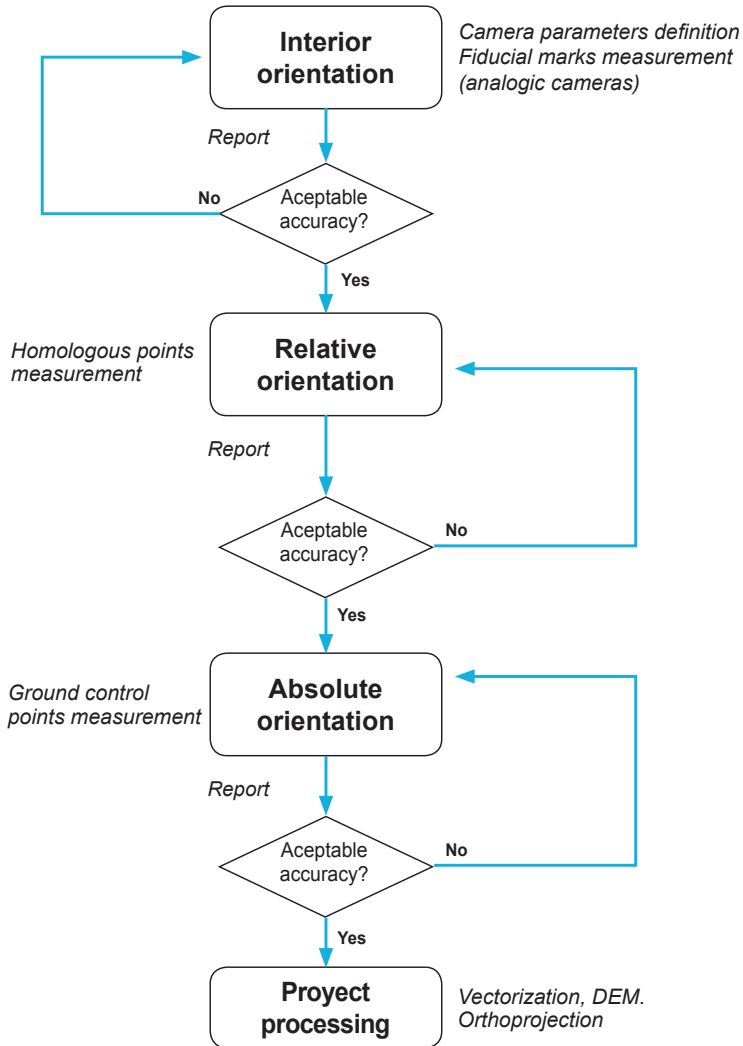 Interior
orientation
Camera parameters definition
Fiducial marks measurement
(analogic cameras)
Report
No
Aceptable
accuracy?
Yes
Homologous points
measurement
Relative
orientation
Report
Aceptable
accuracy?
No
Yes
Ground control
points measurement
Absolute
orientation
Report
Aceptable
accuracy?
No
Yes
Proyect
processing
Vectorization, DEM.
Orthoprojection